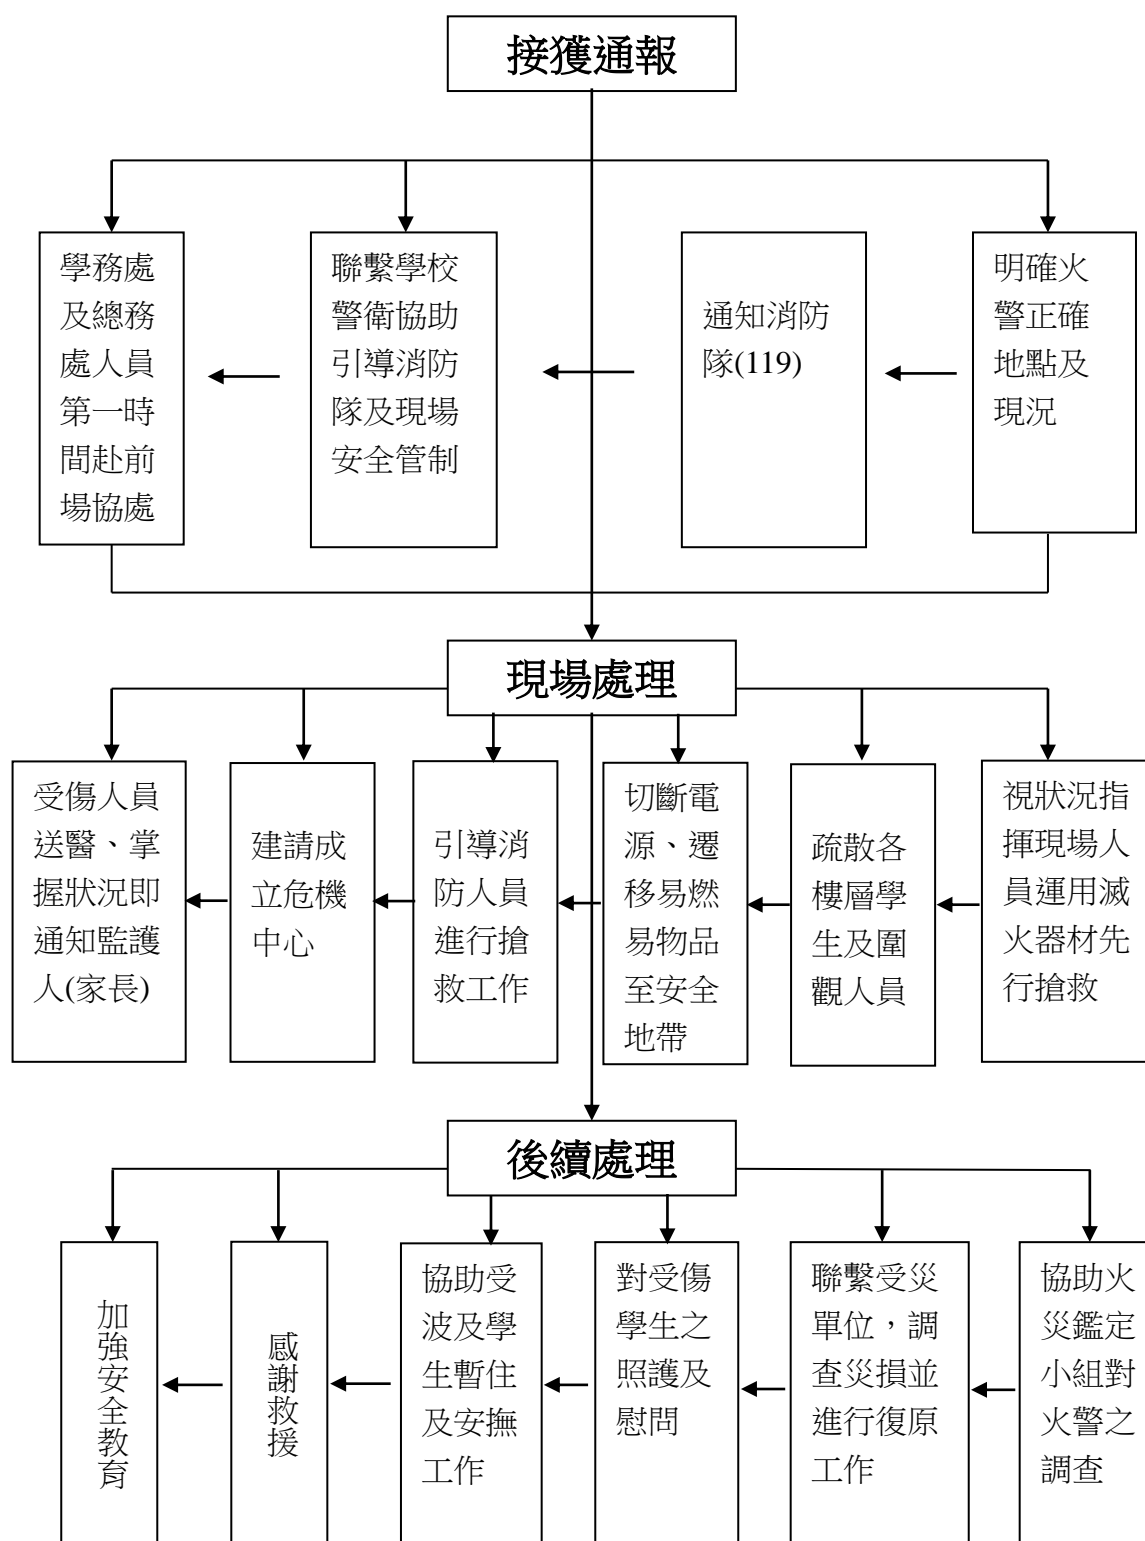 接獲通報
學務處
及總務
處人員
第一時
間赴前
場協處
聯繫學校
警衛協助
引導消防
隊及現場
安全管制
通知消防
隊(119)
明確火
警正確
地點及
現況
現場處理
受傷人員
送醫、掌
握狀況即
通知監護
人(家長)
建請成
立危機
中心
引導消
防人員
進行搶
救工作
切斷電
源、遷
移易燃
易物品
至安全
地帶
疏散各
樓層學
生及圍
觀人員
視狀況指
揮現場人
員運用滅
火器材先
行搶救
後續處理
加強安全教育
感謝救援
協助受
波及學
生暫住
及安撫
工作
對受傷
學生之
照護及
慰問
聯繫受災
單位，調
查災損並
進行復原
工作
協助火
災鑑定
小組對
火警之
調查